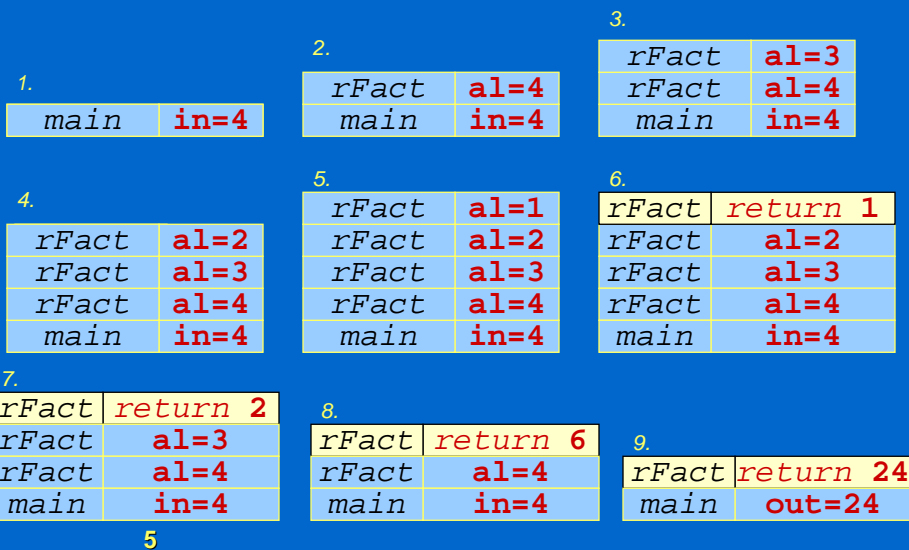 1.
main in=4
2.
rFact al=4
main in=4
3.
rFact al=3
rFact al=4
main in=4
4.
rFact al=2
rFact al=3
rFact al=4
main in=4
5.
rFact al=1
rFact al=2
rFact al=3
rFact al=4
main in=4
6.
rFact return 1
rFact al=2
rFact al=3
rFact al=4
main in=4
7.
rFact return 2
rFact al=3
rFact al=4
main in=4
8.
rFact return 6
rFact al=4
main in=4
9.
rFact return 24
main out=24
5